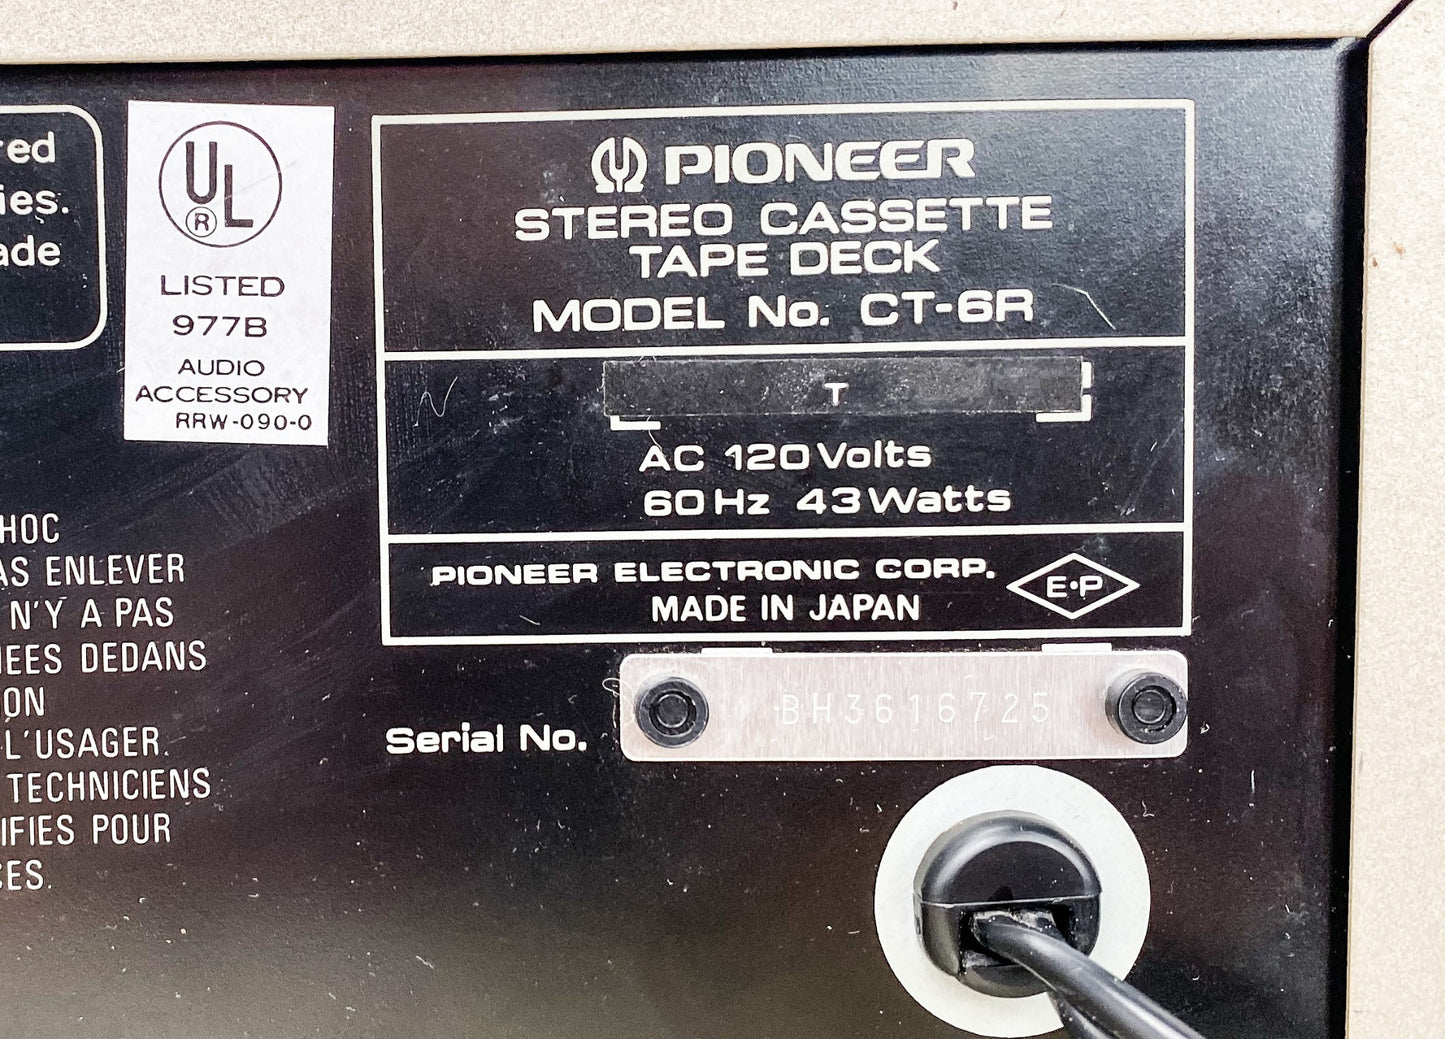 red
ies.
ade
UL
®
LISTED
977B
AUDIO
ACCESSORY
RRW-090-0
PIONEER
STEREO CASSETTE
TAPE DECK
MODEL No. CT-6R
T
AC 120 Volts
60 Hz 43 Watts
PIONEER ELECTRONIC CORP.
MADE IN JAPAN
E·P
HOC
AS ENLEVER
N'Y A PAS
EES DEDANS
ON
L'USAGER.
TECHNICIENS
IFIES POUR
CES.
Serial No.
BH3616725